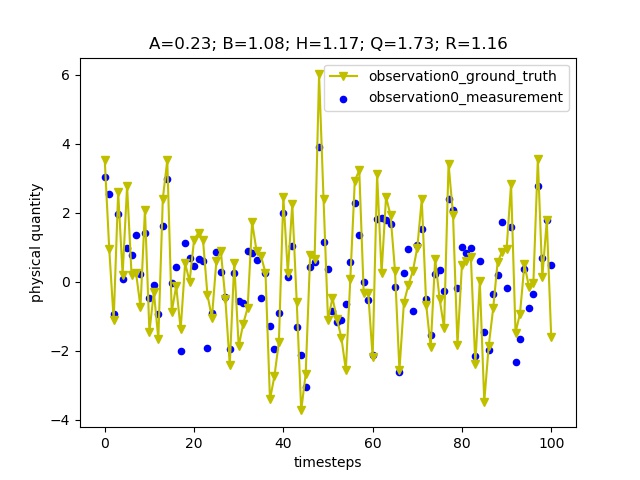 A=0.23; B=1.08; H=1.17; Q=1.73; R=1.16
observation0_ground_truth
observation0_measurement
physical quantity
6
4
2
0
−2
−4
0 20 40 60 80 100
timesteps